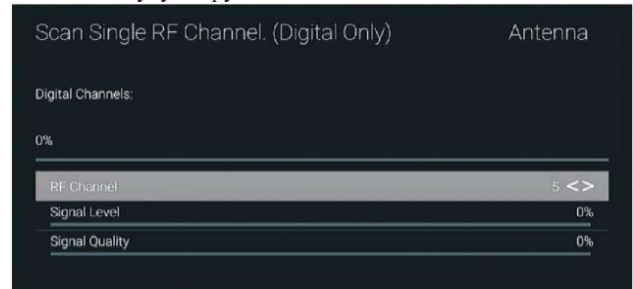 Scan Single RF Channel. (Digital Only) Antenna
Digital Channels:
0%
RF Channel 5 <>
Signal Level 0%
Signal Quality 0%